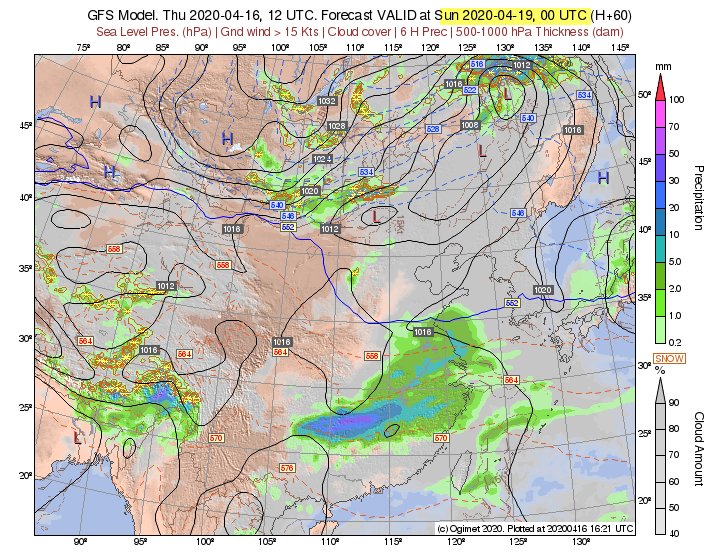 GFS Model. Thu 2020-04-16, 12 UTC. Forecast VALID at Sun 2020-04-19, 00 UTC (H+60)
Sea Level Pres. (hPa) | Gnd wind > 15 Kts | Cloud cover | 6 H Prec | 500-1000 hPa Thickness (dam)
75° 80° 85° 90° 95° 100° 105° 110° 115° 120° 125° 130° 135° 140° 145°
mm
516 1012
1016 522 L 50° 534 100
H 1032
1008 540 70
45° 1028 528 1016
H L 45° 50
1024
H 534 H 30
40° 1020
540 L 546 20
546
1016 552 1012 40° 10
558
35° 558 5.0
1012 1020 2.0
552 35° 1.0
30° 1016
564 1016 0.2
1016 564 564 558 30° SNOW
564 %
25° 90
L 570 570 25° 80
576 70
20° 60
20° 50
(c) Ogimet 2020. Plotted at 20200416 16:21 UTC 40
90° 95° 100° 105° 110° 115° 120° 125° 130°
Precipitation
Cloud Amount